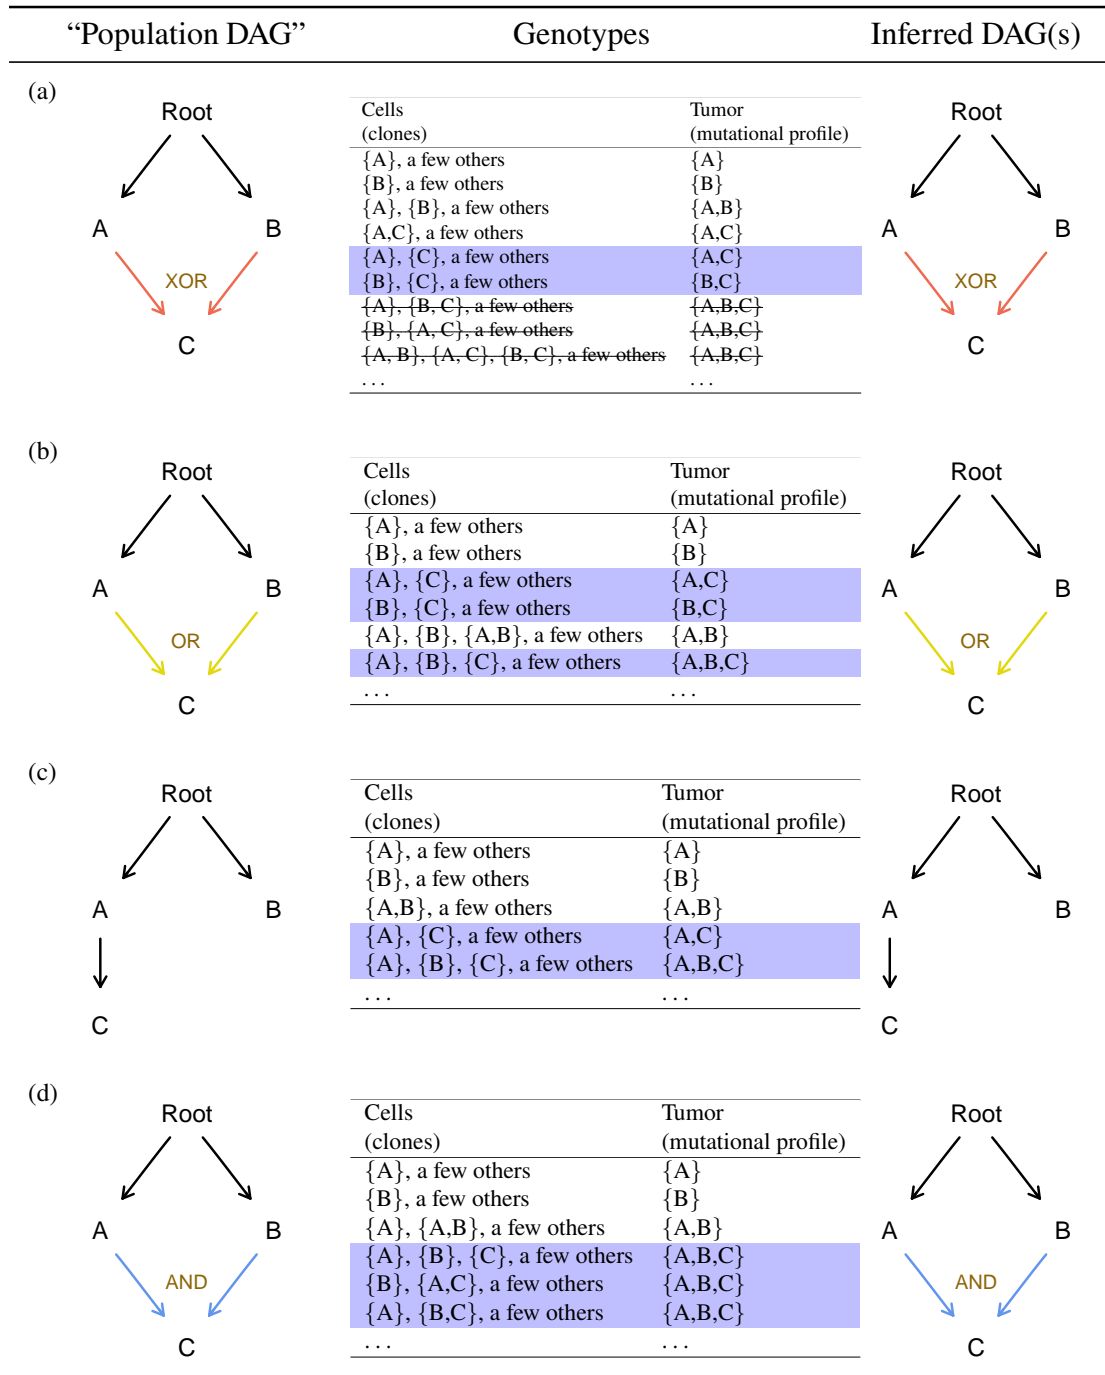 “Population DAG” Genotypes Inferred DAG(s)
(a)
Root
A B
XOR
C
Cells Tumor
(clones) (mutational profile)
{A}, a few others {A}
{B}, a few others {B}
{A}, {B}, a few others {A,B}
{A,C}, a few others {A,C}
{A}, {C}, a few others {A,C}
{B}, {C}, a few others {B,C}
{A}, {B, C}, a few others {A,B,C}
{B}, {A, C}, a few others {A,B,C}
{A, B}, {A, C}, {B, C}, a few others {A,B,C}
. . . . . .
Root
A B
XOR
C
(b)
Root
A B
OR
C
Cells Tumor
(clones) (mutational profile)
{A}, a few others {A}
{B}, a few others {B}
{A}, {C}, a few others {A,C}
{B}, {C}, a few others {B,C}
{A}, {B}, {A,B}, a few others {A,B}
{A}, {B}, {C}, a few others {A,B,C}
. . . . . .
Root
A B
OR
C
(c)
Root
A B
C
Cells Tumor
(clones) (mutational profile)
{A}, a few others {A}
{B}, a few others {B}
{A,B}, a few others {A,B}
{A}, {C}, a few others {A,C}
{A}, {B}, {C}, a few others {A,B,C}
. . . . . .
Root
A B
C
(d)
Root
A B
AND
C
Cells Tumor
(clones) (mutational profile)
{A}, a few others {A}
{B}, a few others {B}
{A}, {A,B}, a few others {A,B}
{A}, {B}, {C}, a few others {A,B,C}
{B}, {A,C}, a few others {A,B,C}
{A}, {B,C}, a few others {A,B,C}
. . . . . .
Root
A B
AND
C